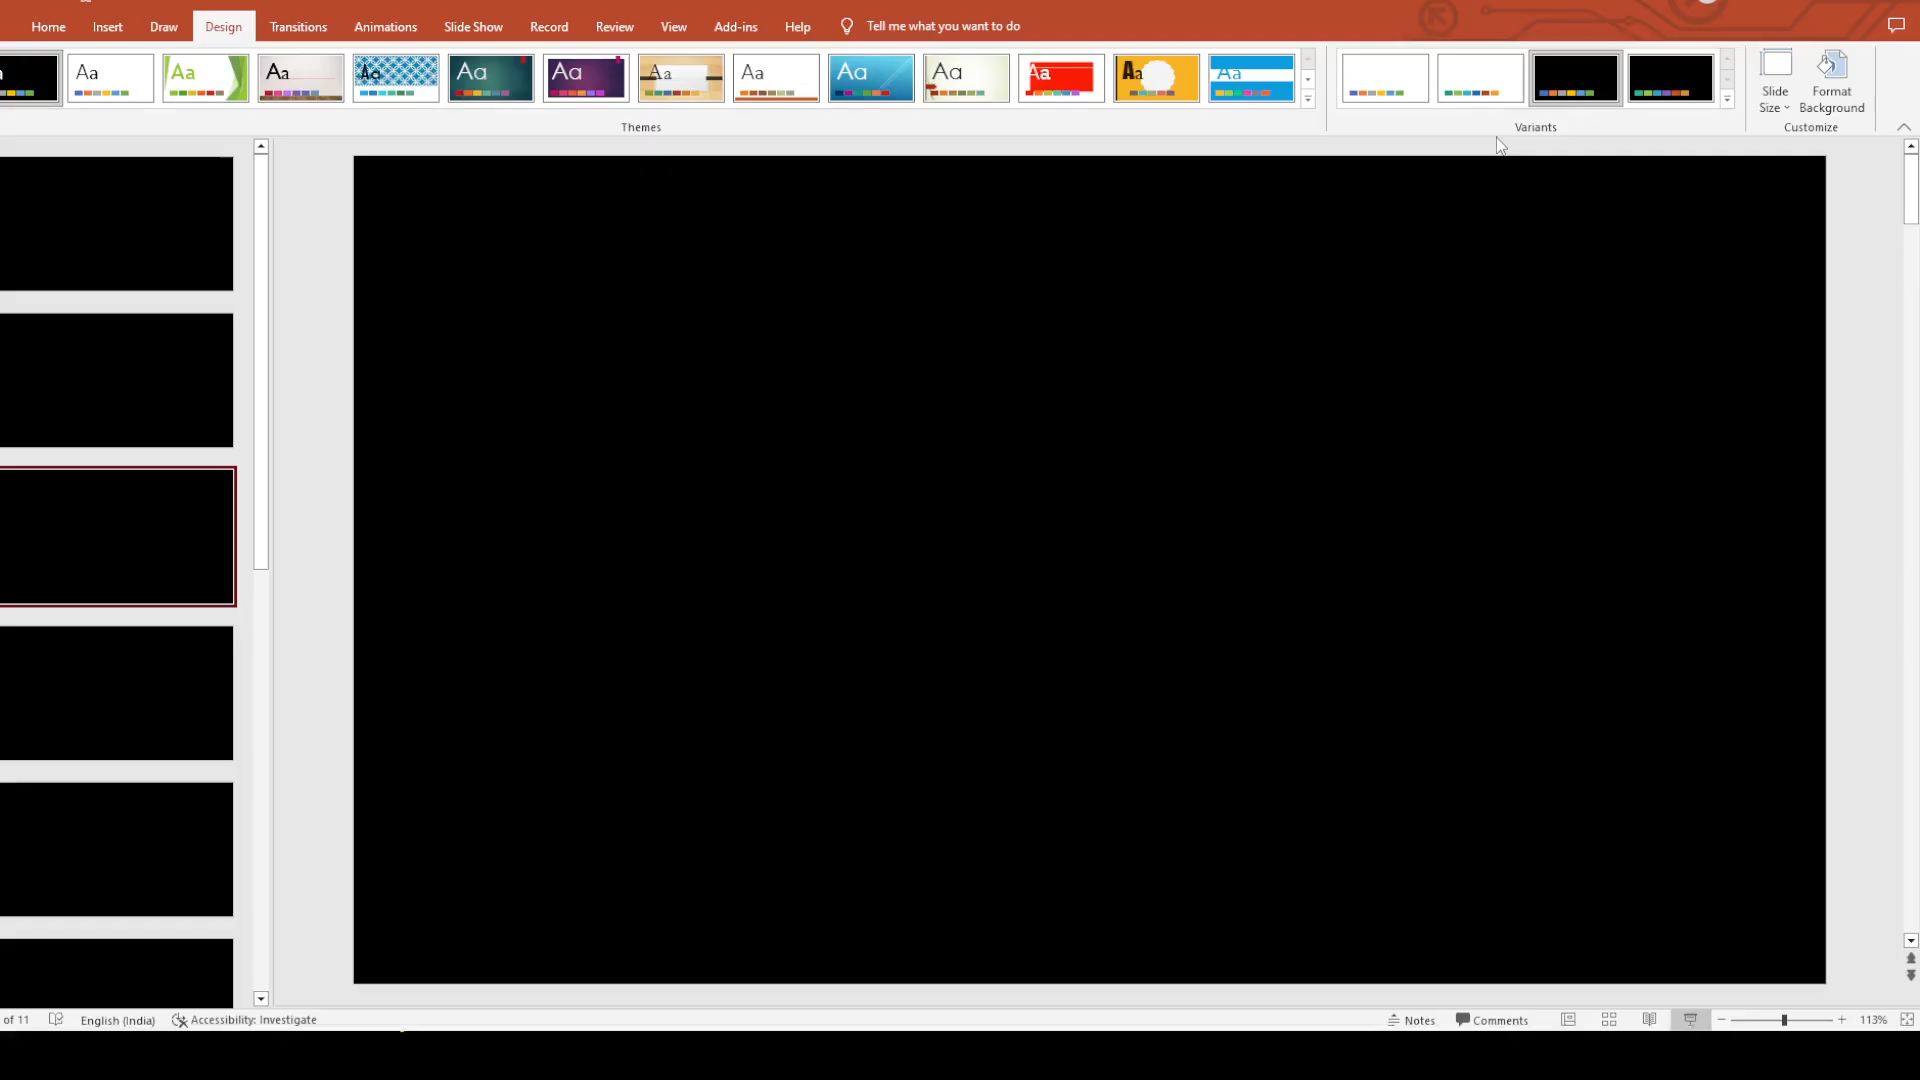 Home Insert Draw Design Transitions Animations Slide Show Record Review View Add-ins Help Tell me what you want to do
Aa Aa Aa Aa Aa Aa Aa Aa Aa Aa Aa Aa Aa
Slide Size
Format Background
Themes
Variants
Customize
of 11 English (India) Accessibility: Investigate Notes Comments 113%